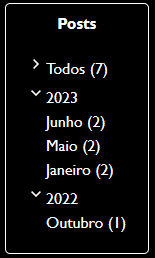 Posts
Todos (7)
2023
Junho (2)
Maio (2)
Janeiro (2)
2022
Outubro (1)